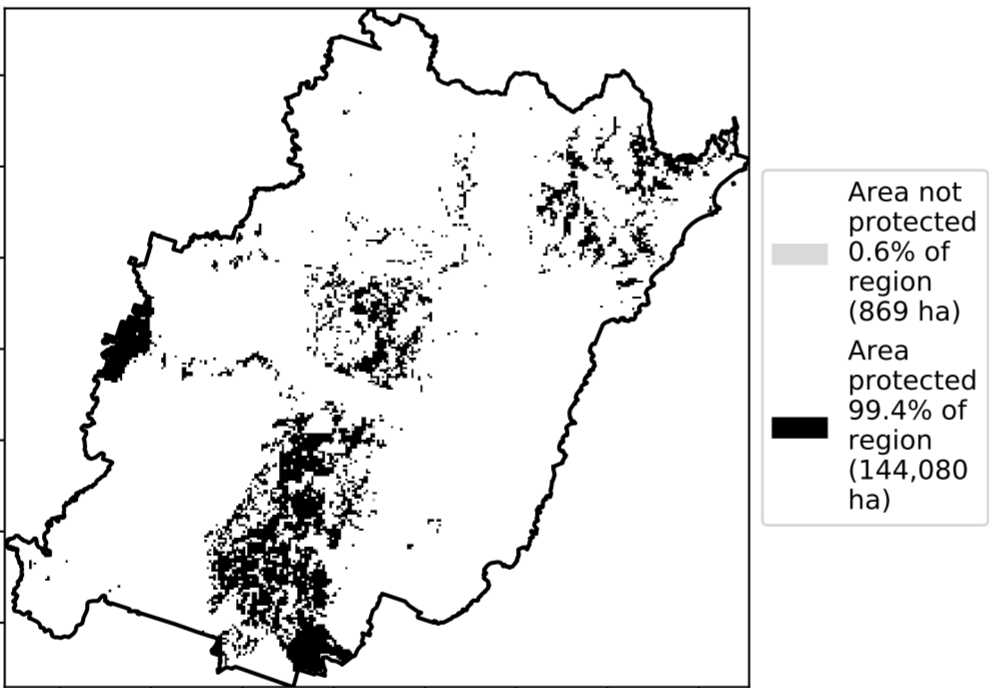 Area not
protected
0.6% of
region
(869 ha)
Area
protected
99.4% of
region
(144,080
ha)